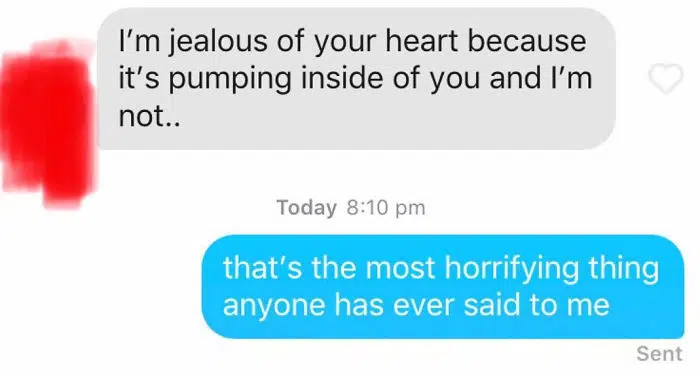 I'm jealous of your heart because
it's pumping inside of you and I'm
not..
Today 8:10 pm
that's the most horrifying thing
anyone has ever said to me
Sent